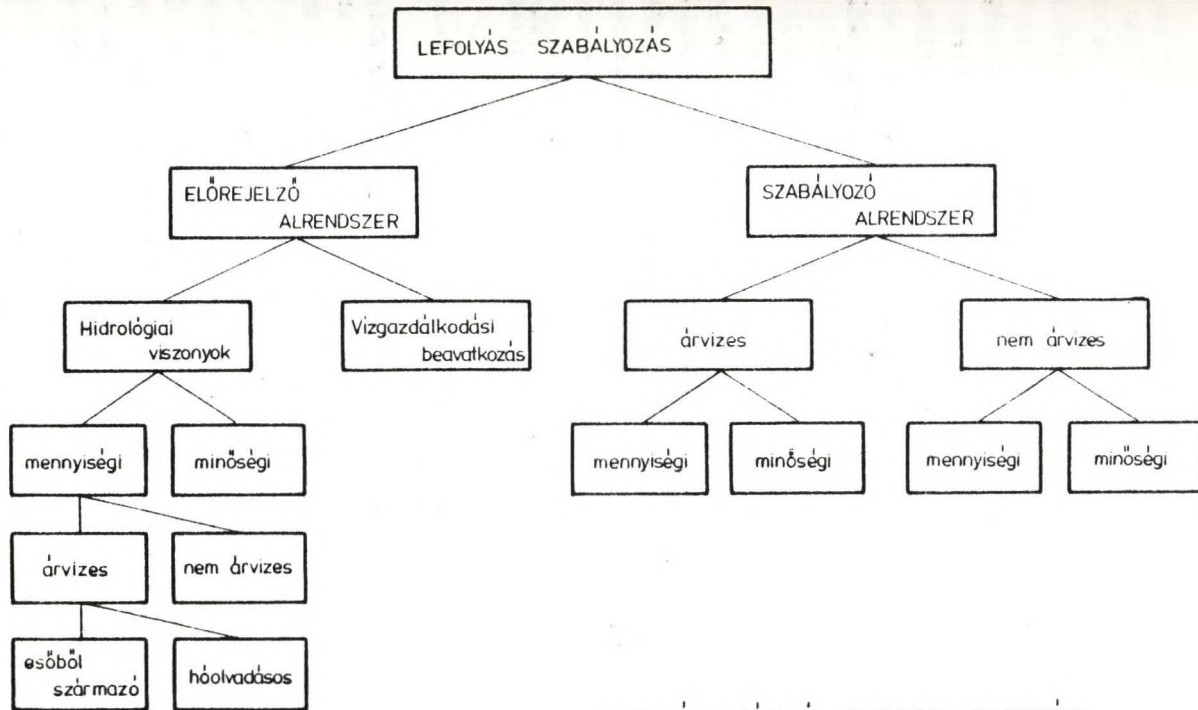 LEFOLYÁS SZABÁLYOZÁS
ELŐREJELZŐ
ALRENDSZER
SZABÁLYOZÓ
ALRENDSZER
Hidrológiai
viszonyok
Vízgazdálkodási
beavatkozás
árvizes
nem árvizes
mennyiségi
minőségi
mennyiségi
minőségi
mennyiségi
minőségi
árvizes
nem árvizes
esőből
származó
hóolvadásos